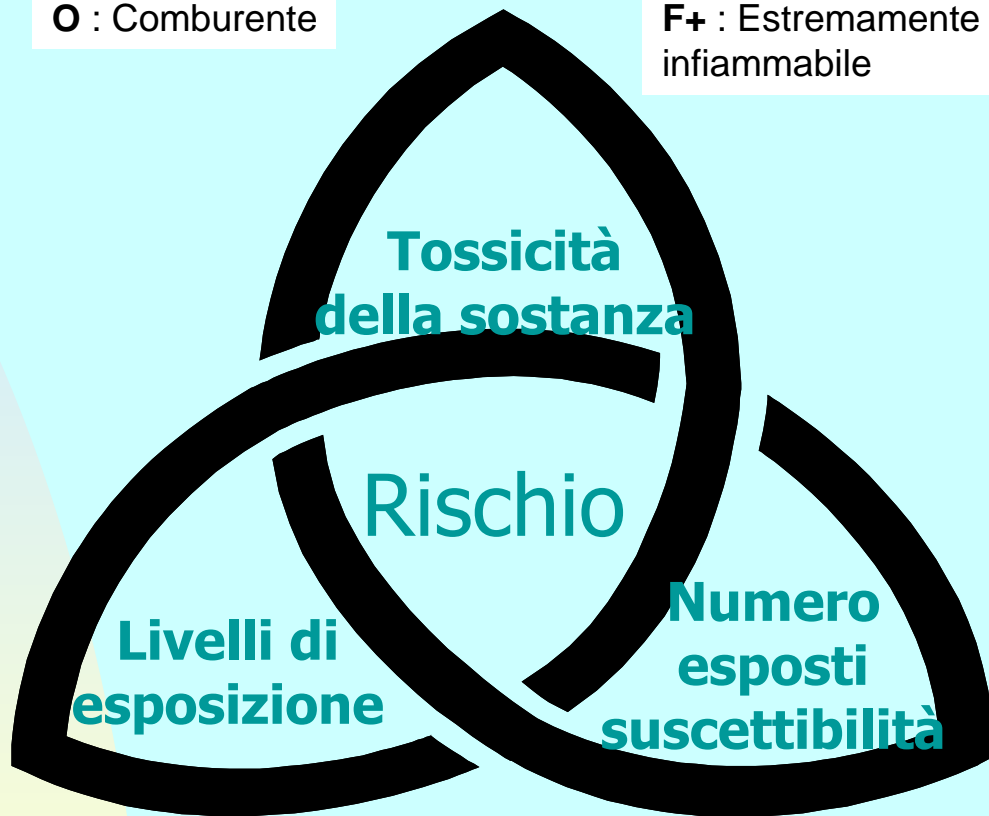 O : Comburente
F+ : Estremamente
infiammabile
Tossicità
della sostanza
Rischio
Livelli di
esposizione
Numero
esposti
suscettibilità